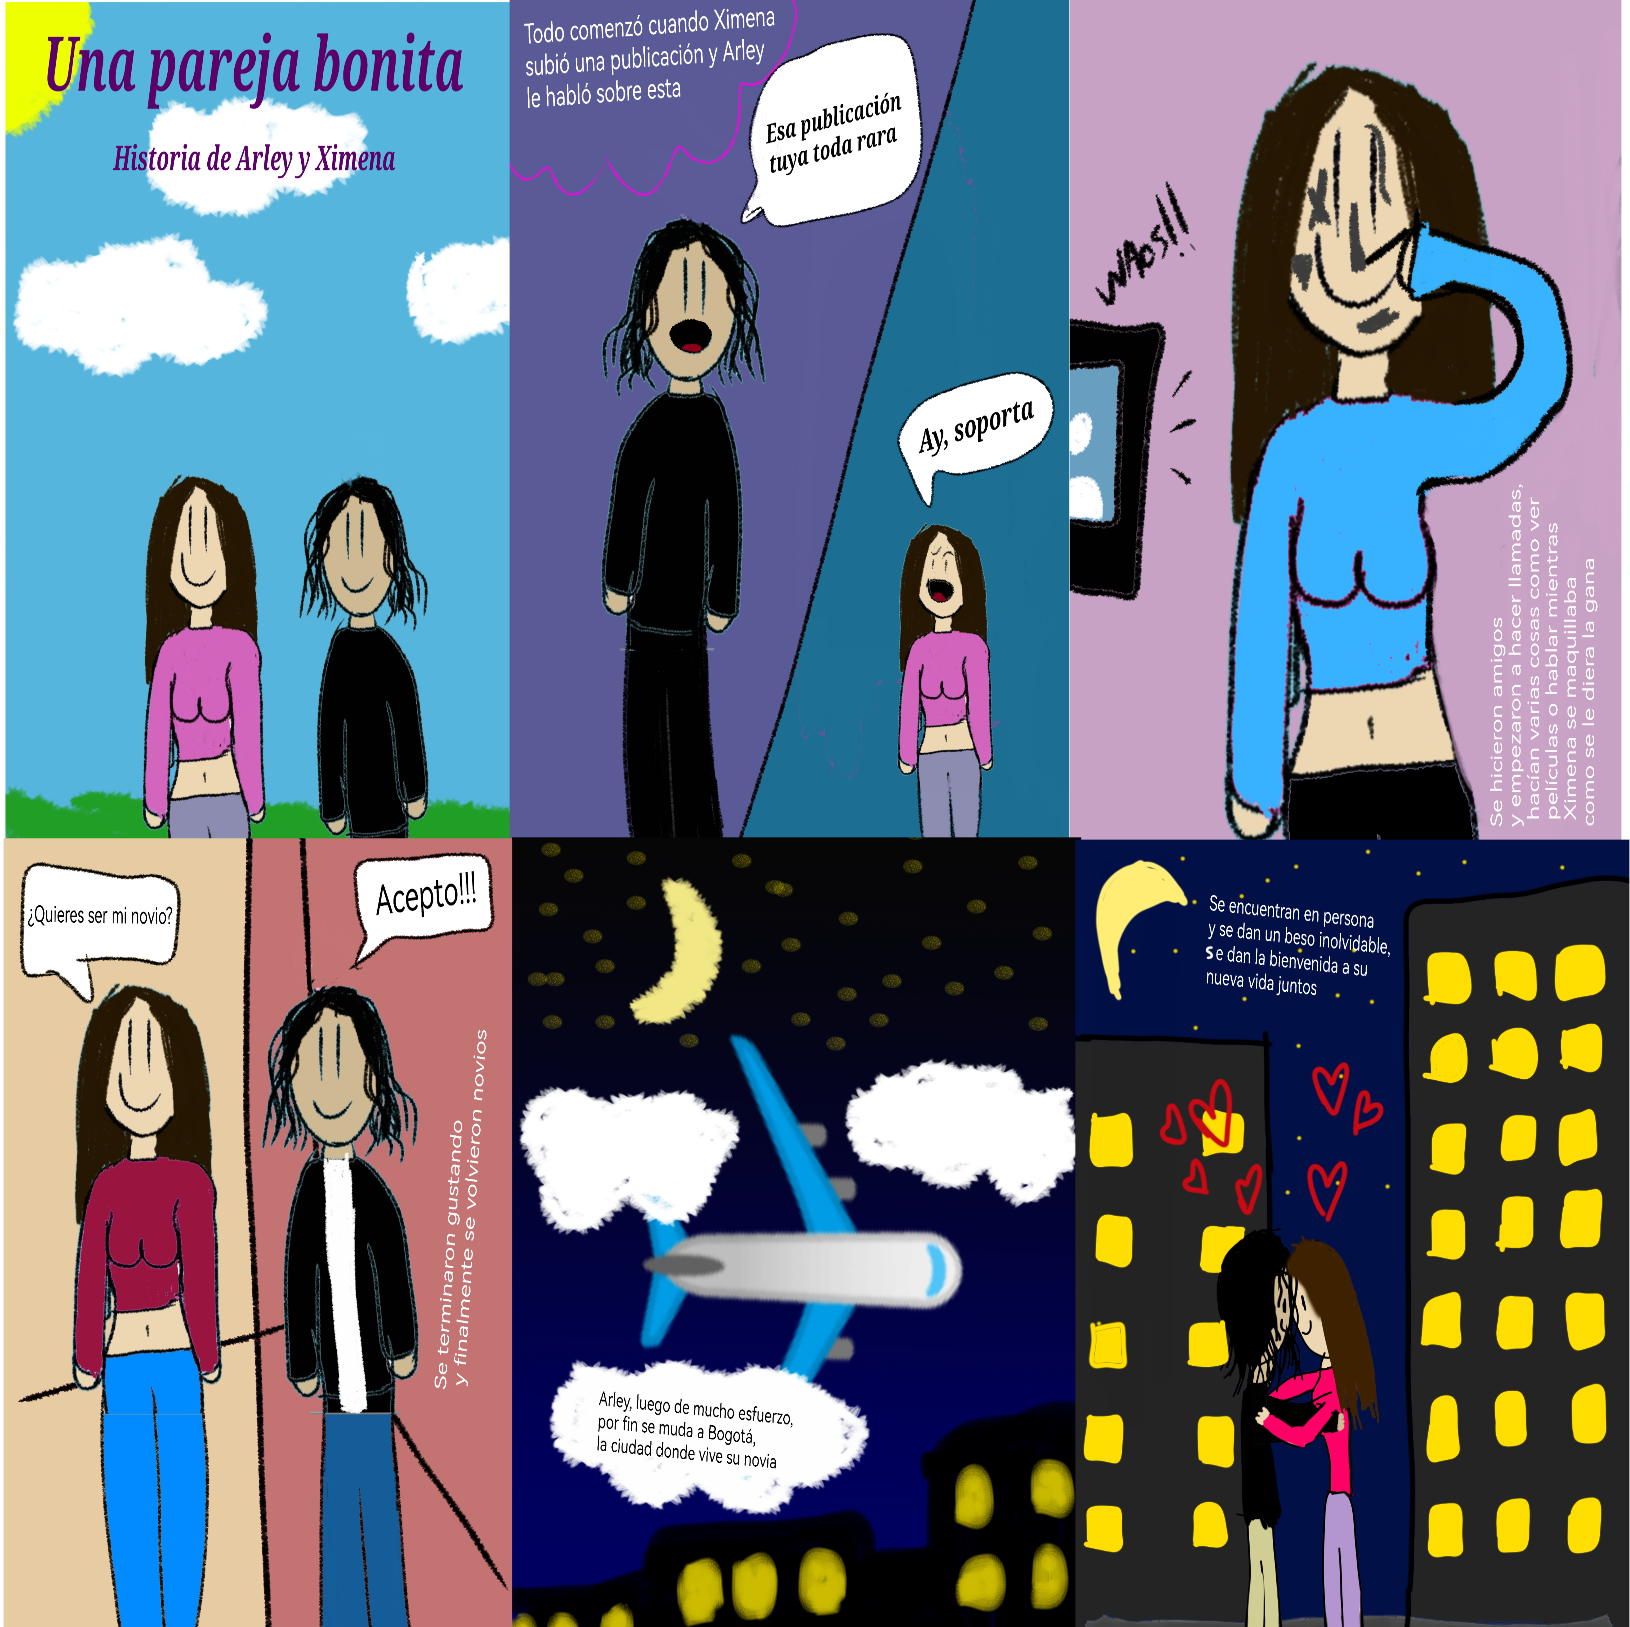 Una pareja bonita
Historia de Arley y Ximena
Todo comenzó cuando Ximena
subió una publicación y Arley
le habló sobre esta
Esa publicación
tuya toda rara
Ay, soporta
WAOS!!
Se hicieron amigos
y empezaron a hacer llamadas,
hacían varias cosas como ver
películas o hablar mientras
Ximena se maquillaba
como se le diera la gana
¿Quieres ser mi novio?
Acepto!!!
Se terminaron gustando
y finalmente se volvieron novios
Arley, luego de mucho esfuerzo,
por fin se muda a Bogotá,
la ciudad donde vive su novia
Se encuentran en persona
y se dan un beso inolvidable,
se dan la bienvenida a su
nueva vida juntos